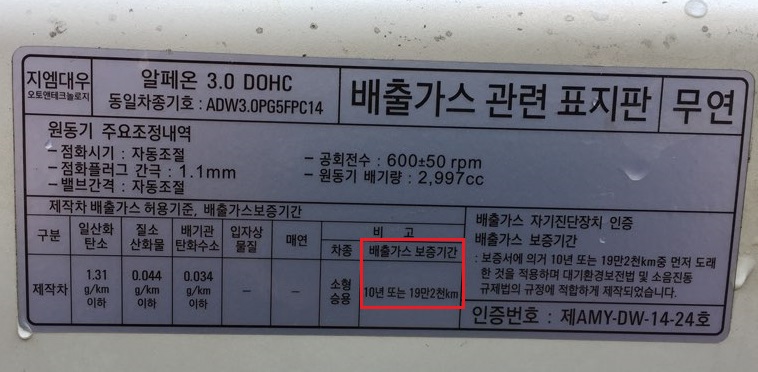 지엠대우
오토앤테크놀로지
알페온 3.0 DOHC
동일차종기호 : ADW3.0PG5FPC14
배출가스 관련 표지판
무연
원동기 주요조정내역
- 점화시기 : 자동조절
- 점화플러그 간극 : 1.1mm
- 밸브간격 : 자동조절
- 공회전수 : 600±50 rpm
- 원동기 배기량 : 2,997cc
제작차 배출가스 허용기준, 배출가스보증기간
구분
일산화
탄소
질소
산화물
배기관
탄화수소
입자상
물질
매연
비 고
차종
배출가스 보증기간
제작차
1.31
g/km
이하
0.044
g/km
이하
0.034
g/km
이하
–
–
소형
승용
10년 또는 19만2천km
배출가스 자기진단장치 인증
배출가스 보증기간
: 보증서에 의거 10년 또는 19만2천km중 먼저 도래
한 것을 적용하며 대기환경보전법 및 소음진동
규제법의 규정에 적합하게 제작되었습니다.
인증번호 : 제AMY-DW-14-24호